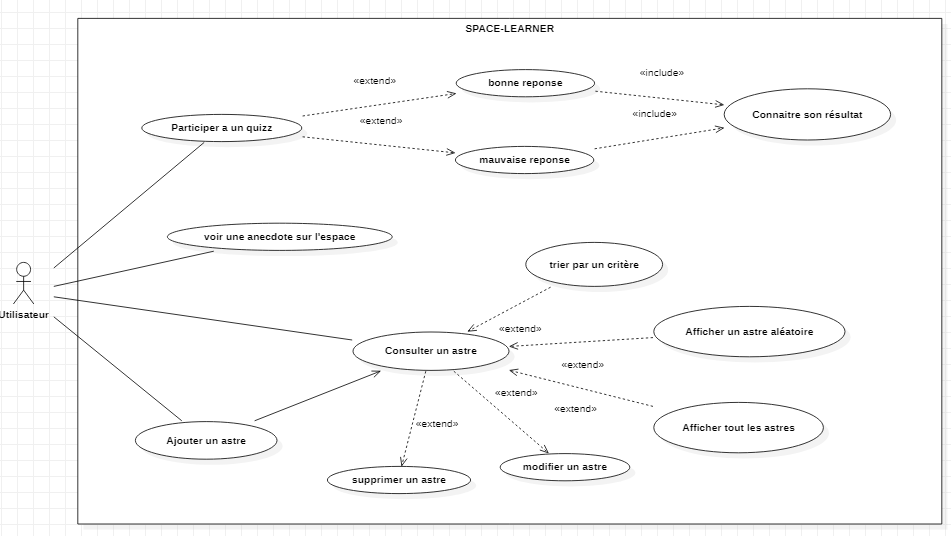 SPACE-LEARNER
«extend»
«include»
bonne reponse
Connaitre son résultat
«include»
Participer a un quizz
«extend»
mauvaise reponse
voir une anecdote sur l'espace
trier par un critère
Utilisateur
«extend»
Afficher un astre aléatoire
Consulter un astre
«extend»
«extend»
«extend»
«extend»
Afficher tout les astres
Ajouter un astre
modifier un astre
supprimer un astre